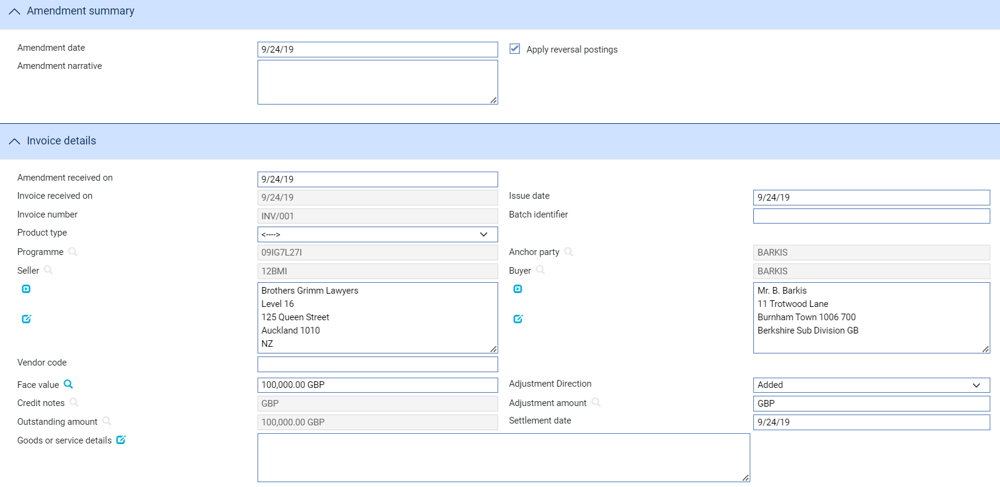 Amendment summary
Amendment date 9/24/19 Apply reversal postings
Amendment narrative
Invoice details
Amendment received on 9/24/19
Invoice received on 9/24/19 Issue date 9/24/19
Invoice number INV/001 Batch identifier
Product type <---->
Programme 09IG7L27I Anchor party BARKIS
Seller 12BMI Buyer BARKIS
Brothers Grimm Lawyers Mr. B. Barkis
Level 16 11 Trotwood Lane
125 Queen Street Burnham Town 1006 700
Auckland 1010 Berkshire Sub Division GB
NZ
Vendor code
Face value 100,000.00 GBP Adjustment Direction Added
Credit notes GBP Adjustment amount GBP
Outstanding amount 100,000.00 GBP Settlement date 9/24/19
Goods or service details